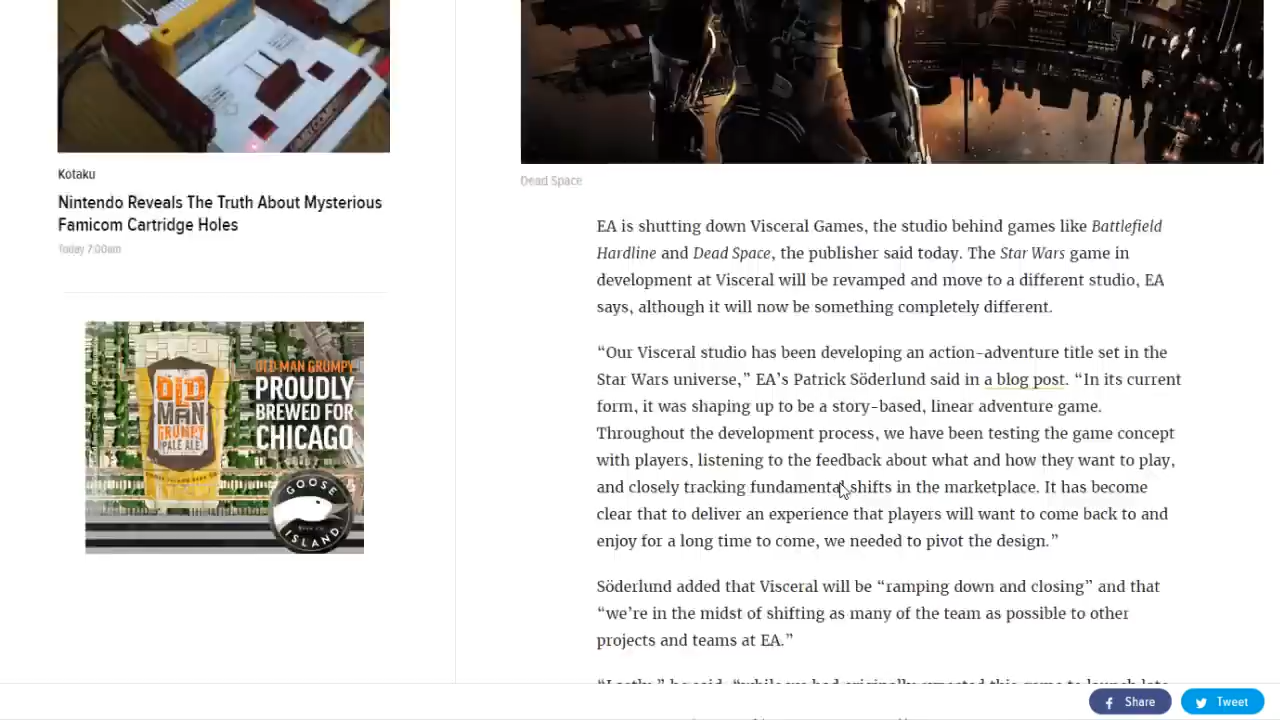 Kotaku
Nintendo Reveals The Truth About Mysterious
Famicom Cartridge Holes
Today 7:00am
OLD MAN GRUMPY
PROUDLY
BREWED FOR
CHICAGO
OLD
MAN
GRUMPY
PALE ALE
GOOSE
ISLAND
Dead Space
EA is shutting down Visceral Games, the studio behind games like Battlefield
Hardline and Dead Space, the publisher said today. The Star Wars game in
development at Visceral will be revamped and move to a different studio, EA
says, although it will now be something completely different.
“Our Visceral studio has been developing an action-adventure title set in the
Star Wars universe,” EA’s Patrick Söderlund said in a blog post. “In its current
form, it was shaping up to be a story-based, linear adventure game.
Throughout the development process, we have been testing the game concept
with players, listening to the feedback about what and how they want to play,
and closely tracking fundamental shifts in the marketplace. It has become
clear that to deliver an experience that players will want to come back to and
enjoy for a long time to come, we needed to pivot the design.”
Söderlund added that Visceral will be “ramping down and closing” and that
“we’re in the midst of shifting as many of the team as possible to other
projects and teams at EA.”
Share
Tweet